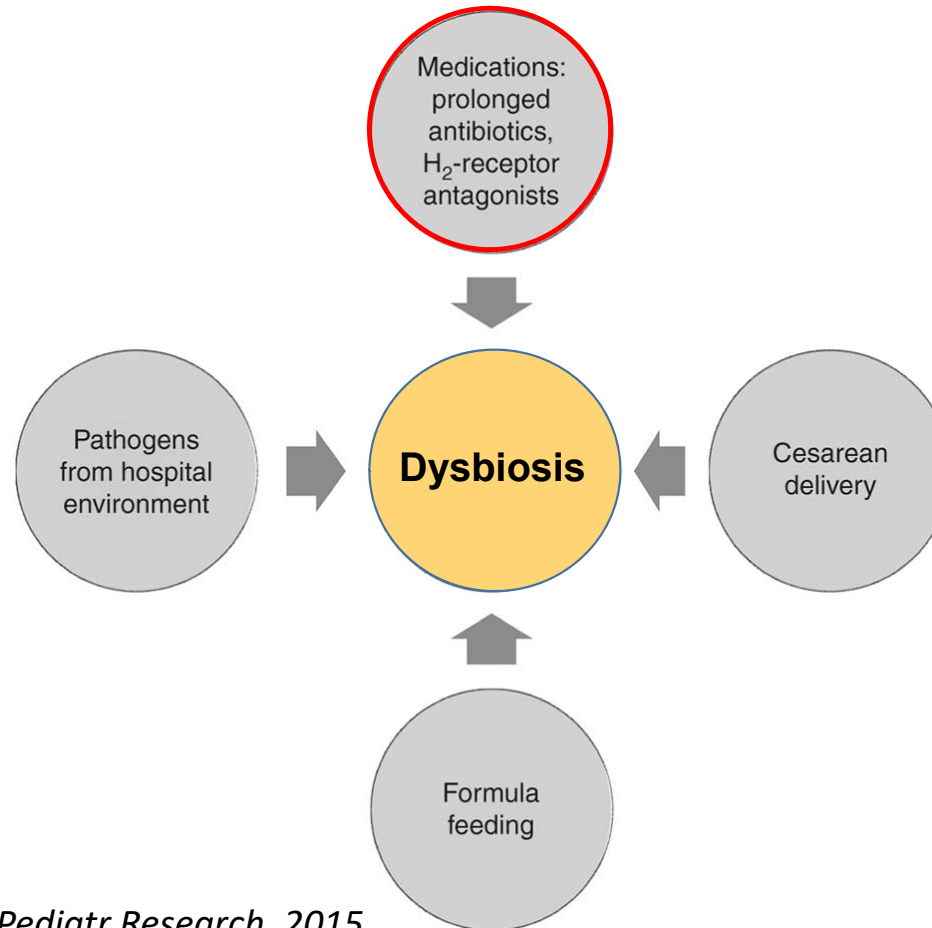 Medications:
prolonged
antibiotics,
H₂-receptor
antagonists
Pathogens
from hospital
environment
Dysbiosis
Cesarean
delivery
Formula
feeding
Pediatr Research, 2015